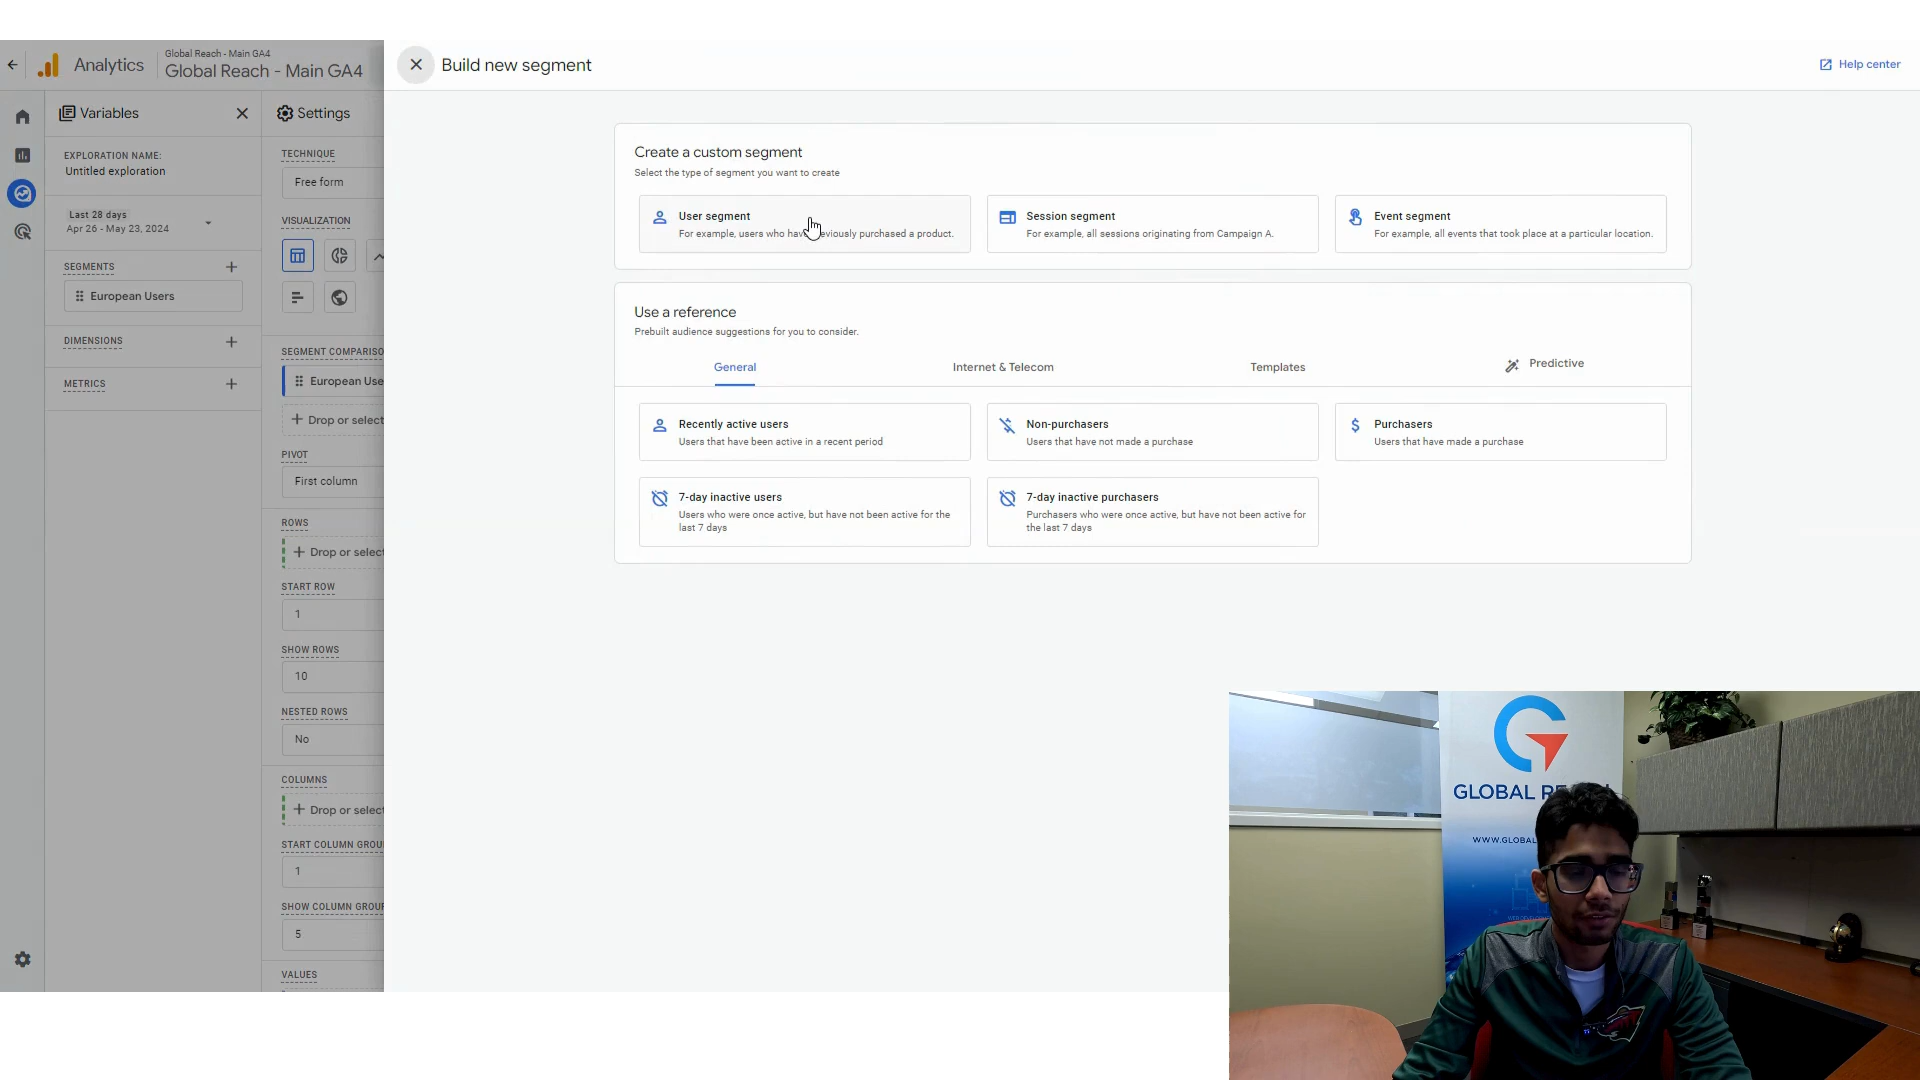 Analytics
Global Reach - Main GA4
Global Reach - Main GA4
Build new segment
Help center
Variables
EXPLORATION NAME:
Untitled exploration
Last 28 days
Apr 26 - May 23, 2024
SEGMENTS
European Users
DIMENSIONS
METRICS
Settings
TECHNIQUE
Free form
VISUALIZATION
SEGMENT COMPARISO
European Use
Drop or select
PIVOT
First column
ROWS
Drop or select
START ROW
1
SHOW ROWS
10
NESTED ROWS
No
COLUMNS
Drop or select
START COLUMN GROU
1
SHOW COLUMN GROUP
5
VALUES
Create a custom segment
Select the type of segment you want to create
User segment
For example, users who have previously purchased a product.
Session segment
For example, all sessions originating from Campaign A.
Event segment
For example, all events that took place at a particular location.
Use a reference
Prebuilt audience suggestions for you to consider.
General
Internet & Telecom
Templates
Predictive
Recently active users
Users that have been active in a recent period
Non-purchasers
Users that have not made a purchase
Purchasers
Users that have made a purchase
7-day inactive users
Users who were once active, but have not been active for the
last 7 days
7-day inactive purchasers
Purchasers who were once active, but have not been active for
the last 7 days
GLOBAL RE
WWW.GLOBAL